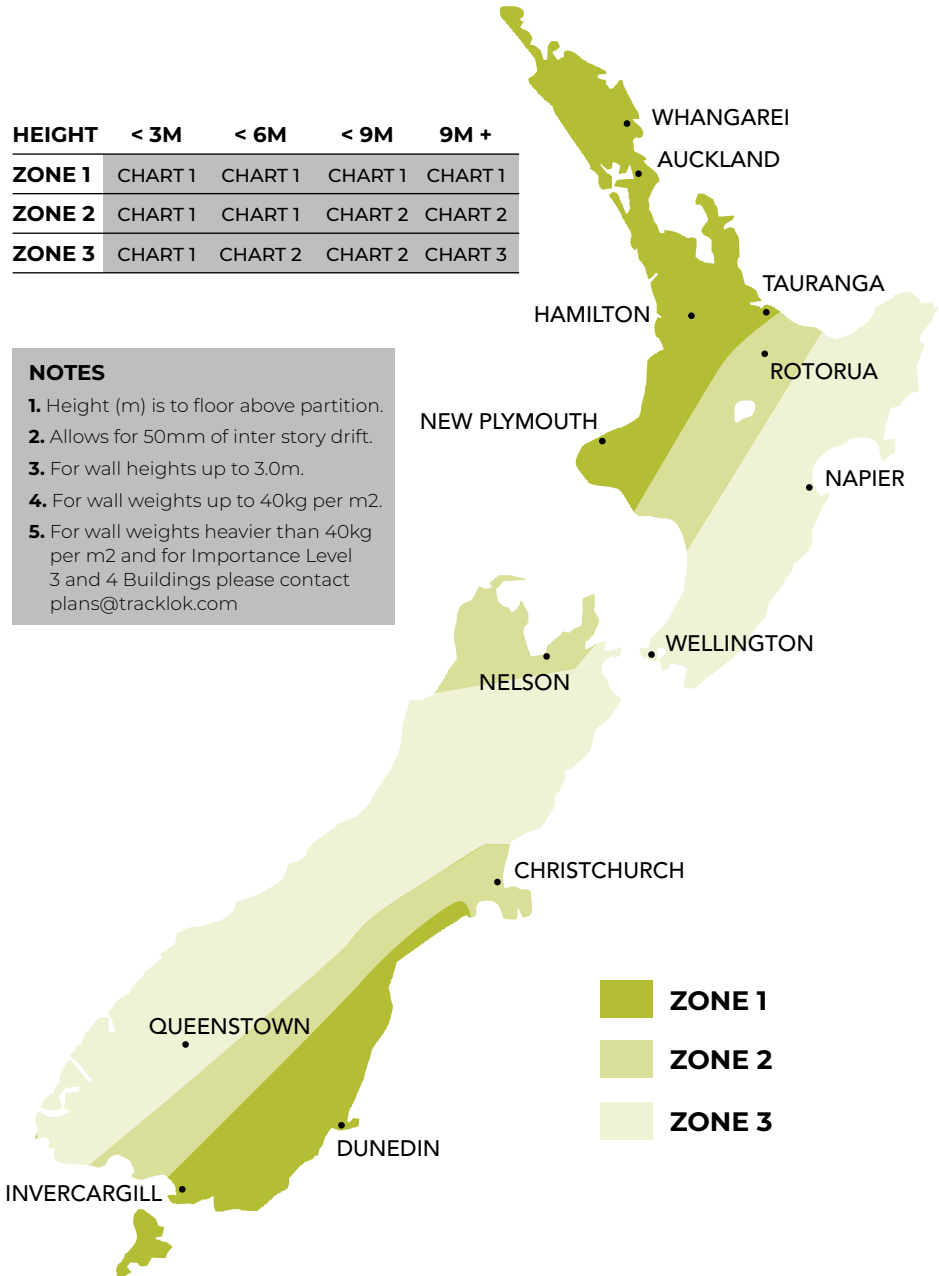 HEIGHT < 3M < 6M < 9M 9M +
ZONE 1 CHART 1 CHART 1 CHART 1 CHART 1
ZONE 2 CHART 1 CHART 1 CHART 2 CHART 2
ZONE 3 CHART 1 CHART 2 CHART 2 CHART 3
NOTES
1. Height (m) is to floor above partition.
2. Allows for 50mm of inter story drift.
3. For wall heights up to 3.0m.
4. For wall weights up to 40kg per m2.
5. For wall weights heavier than 40kg
per m2 and for Importance Level
3 and 4 Buildings please contact
plans@tracklok.com
WHANGAREI
AUCKLAND
TAURANGA
HAMILTON
ROTORUA
NEW PLYMOUTH
NAPIER
WELLINGTON
NELSON
CHRISTCHURCH
QUEENSTOWN
DUNEDIN
INVERCARGILL
ZONE 1
ZONE 2
ZONE 3